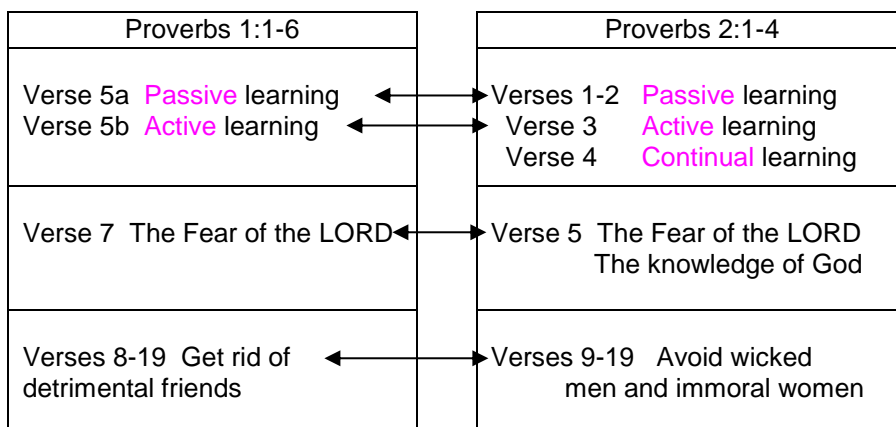 Proverbs 1:1-6
Verse 5a Passive learning
Verse 5b Active learning
Verse 7 The Fear of the LORD
Verses 8-19 Get rid of
detrimental friends
Proverbs 2:1-4
Verses 1-2 Passive learning
Verse 3 Active learning
Verse 4 Continual learning
Verse 5 The Fear of the LORD
The knowledge of God
Verses 9-19 Avoid wicked
men and immoral women